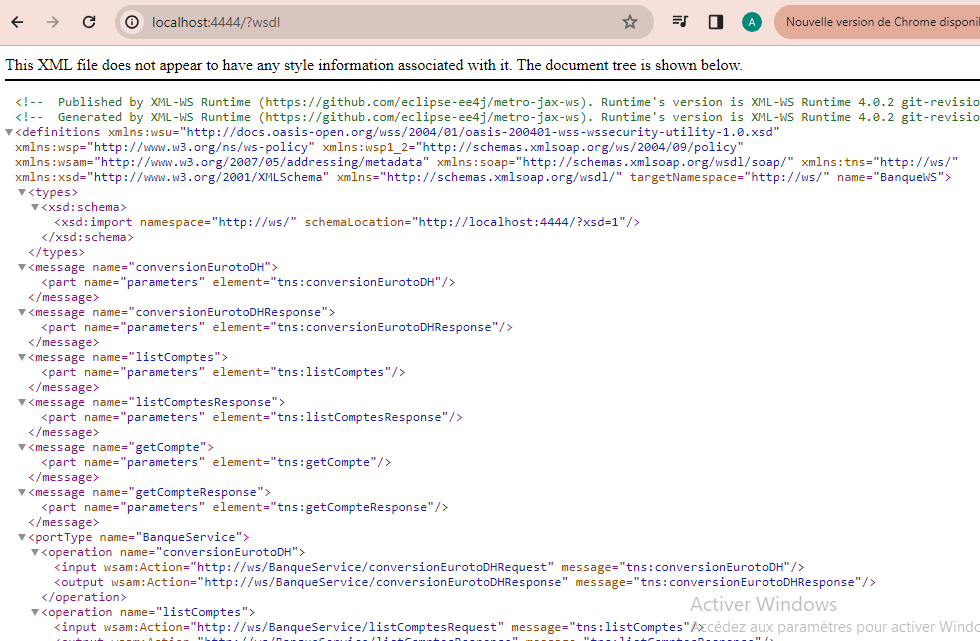 localhost:4444/?wsdl
A
Nouvelle version de Chrome disponil
This XML file does not appear to have any style information associated with it. The document tree is shown below.
<!-- Published by XML-WS Runtime (https://github.com/eclipse-ee4j/metro-jax-ws). Runtime's version is XML-WS Runtime 4.0.2 git-revisio
<!-- Generated by XML-WS Runtime (https://github.com/eclipse-ee4j/metro-jax-ws). Runtime's version is XML-WS Runtime 4.0.2 git-revisio
▼<definitions xmlns:wsu="http://docs.oasis-open.org/wss/2004/01/oasis-200401-wss-wssecurity-utility-1.0.xsd"
xmlns:wsp="http://www.w3.org/ns/ws-policy" xmlns:wsp1_2="http://schemas.xmlsoap.org/ws/2004/09/policy"
xmlns:wsam="http://www.w3.org/2007/05/addressing/metadata" xmlns:soap="http://schemas.xmlsoap.org/wsdl/soap/" xmlns:tns="http://ws/"
xmlns:xsd="http://www.w3.org/2001/XMLSchema" xmlns="http://schemas.xmlsoap.org/wsdl/" targetNamespace="http://ws/" name="BanqueWS">
▼<types>
▼<xsd:schema>
<xsd:import namespace="http://ws/" schemaLocation="http://localhost:4444/?xsd=1"/>
</xsd:schema>
</types>
▼<message name="conversionEurotoDH">
<part name="parameters" element="tns:conversionEurotoDH"/>
</message>
▼<message name="conversionEurotoDHResponse">
<part name="parameters" element="tns:conversionEurotoDHResponse"/>
</message>
▼<message name="listComptes">
<part name="parameters" element="tns:listComptes"/>
</message>
▼<message name="listComptesResponse">
<part name="parameters" element="tns:listComptesResponse"/>
</message>
▼<message name="getCompte">
<part name="parameters" element="tns:getCompte"/>
</message>
▼<message name="getCompteResponse">
<part name="parameters" element="tns:getCompteResponse"/>
</message>
▼<portType name="BanqueService">
▼<operation name="conversionEurotoDH">
<input wsam:Action="http://ws/BanqueService/conversionEurotoDHRequest" message="tns:conversionEurotoDH"/>
<output wsam:Action="http://ws/BanqueService/conversionEurotoDHResponse" message="tns:conversionEurotoDHResponse"/>
</operation>
▼<operation name="listComptes">
<input wsam:Action="http://ws/BanqueService/listComptesRequest" message="tns:listComptes"/>
<output wsam:Action="http://ws/BanqueService/listComptesResponse" message="tns:listComptesResponse"/>
Activer Windows
Accédez aux paramètres pour activer Wind